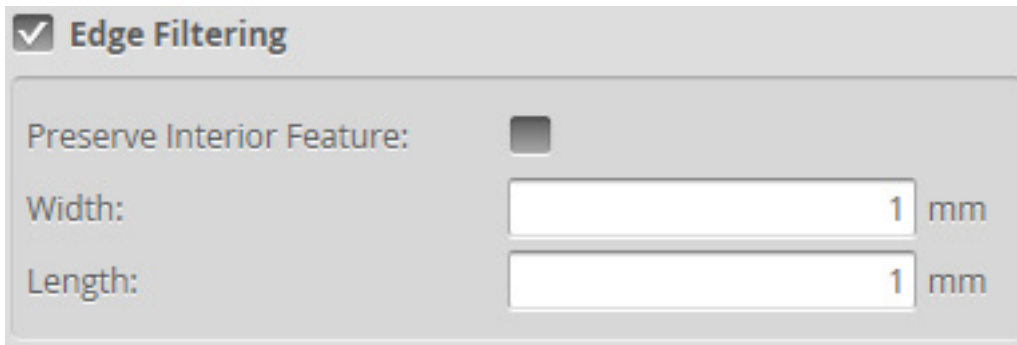 Edge Filtering
Preserve Interior Feature:
Width: 1 mm
Length: 1 mm